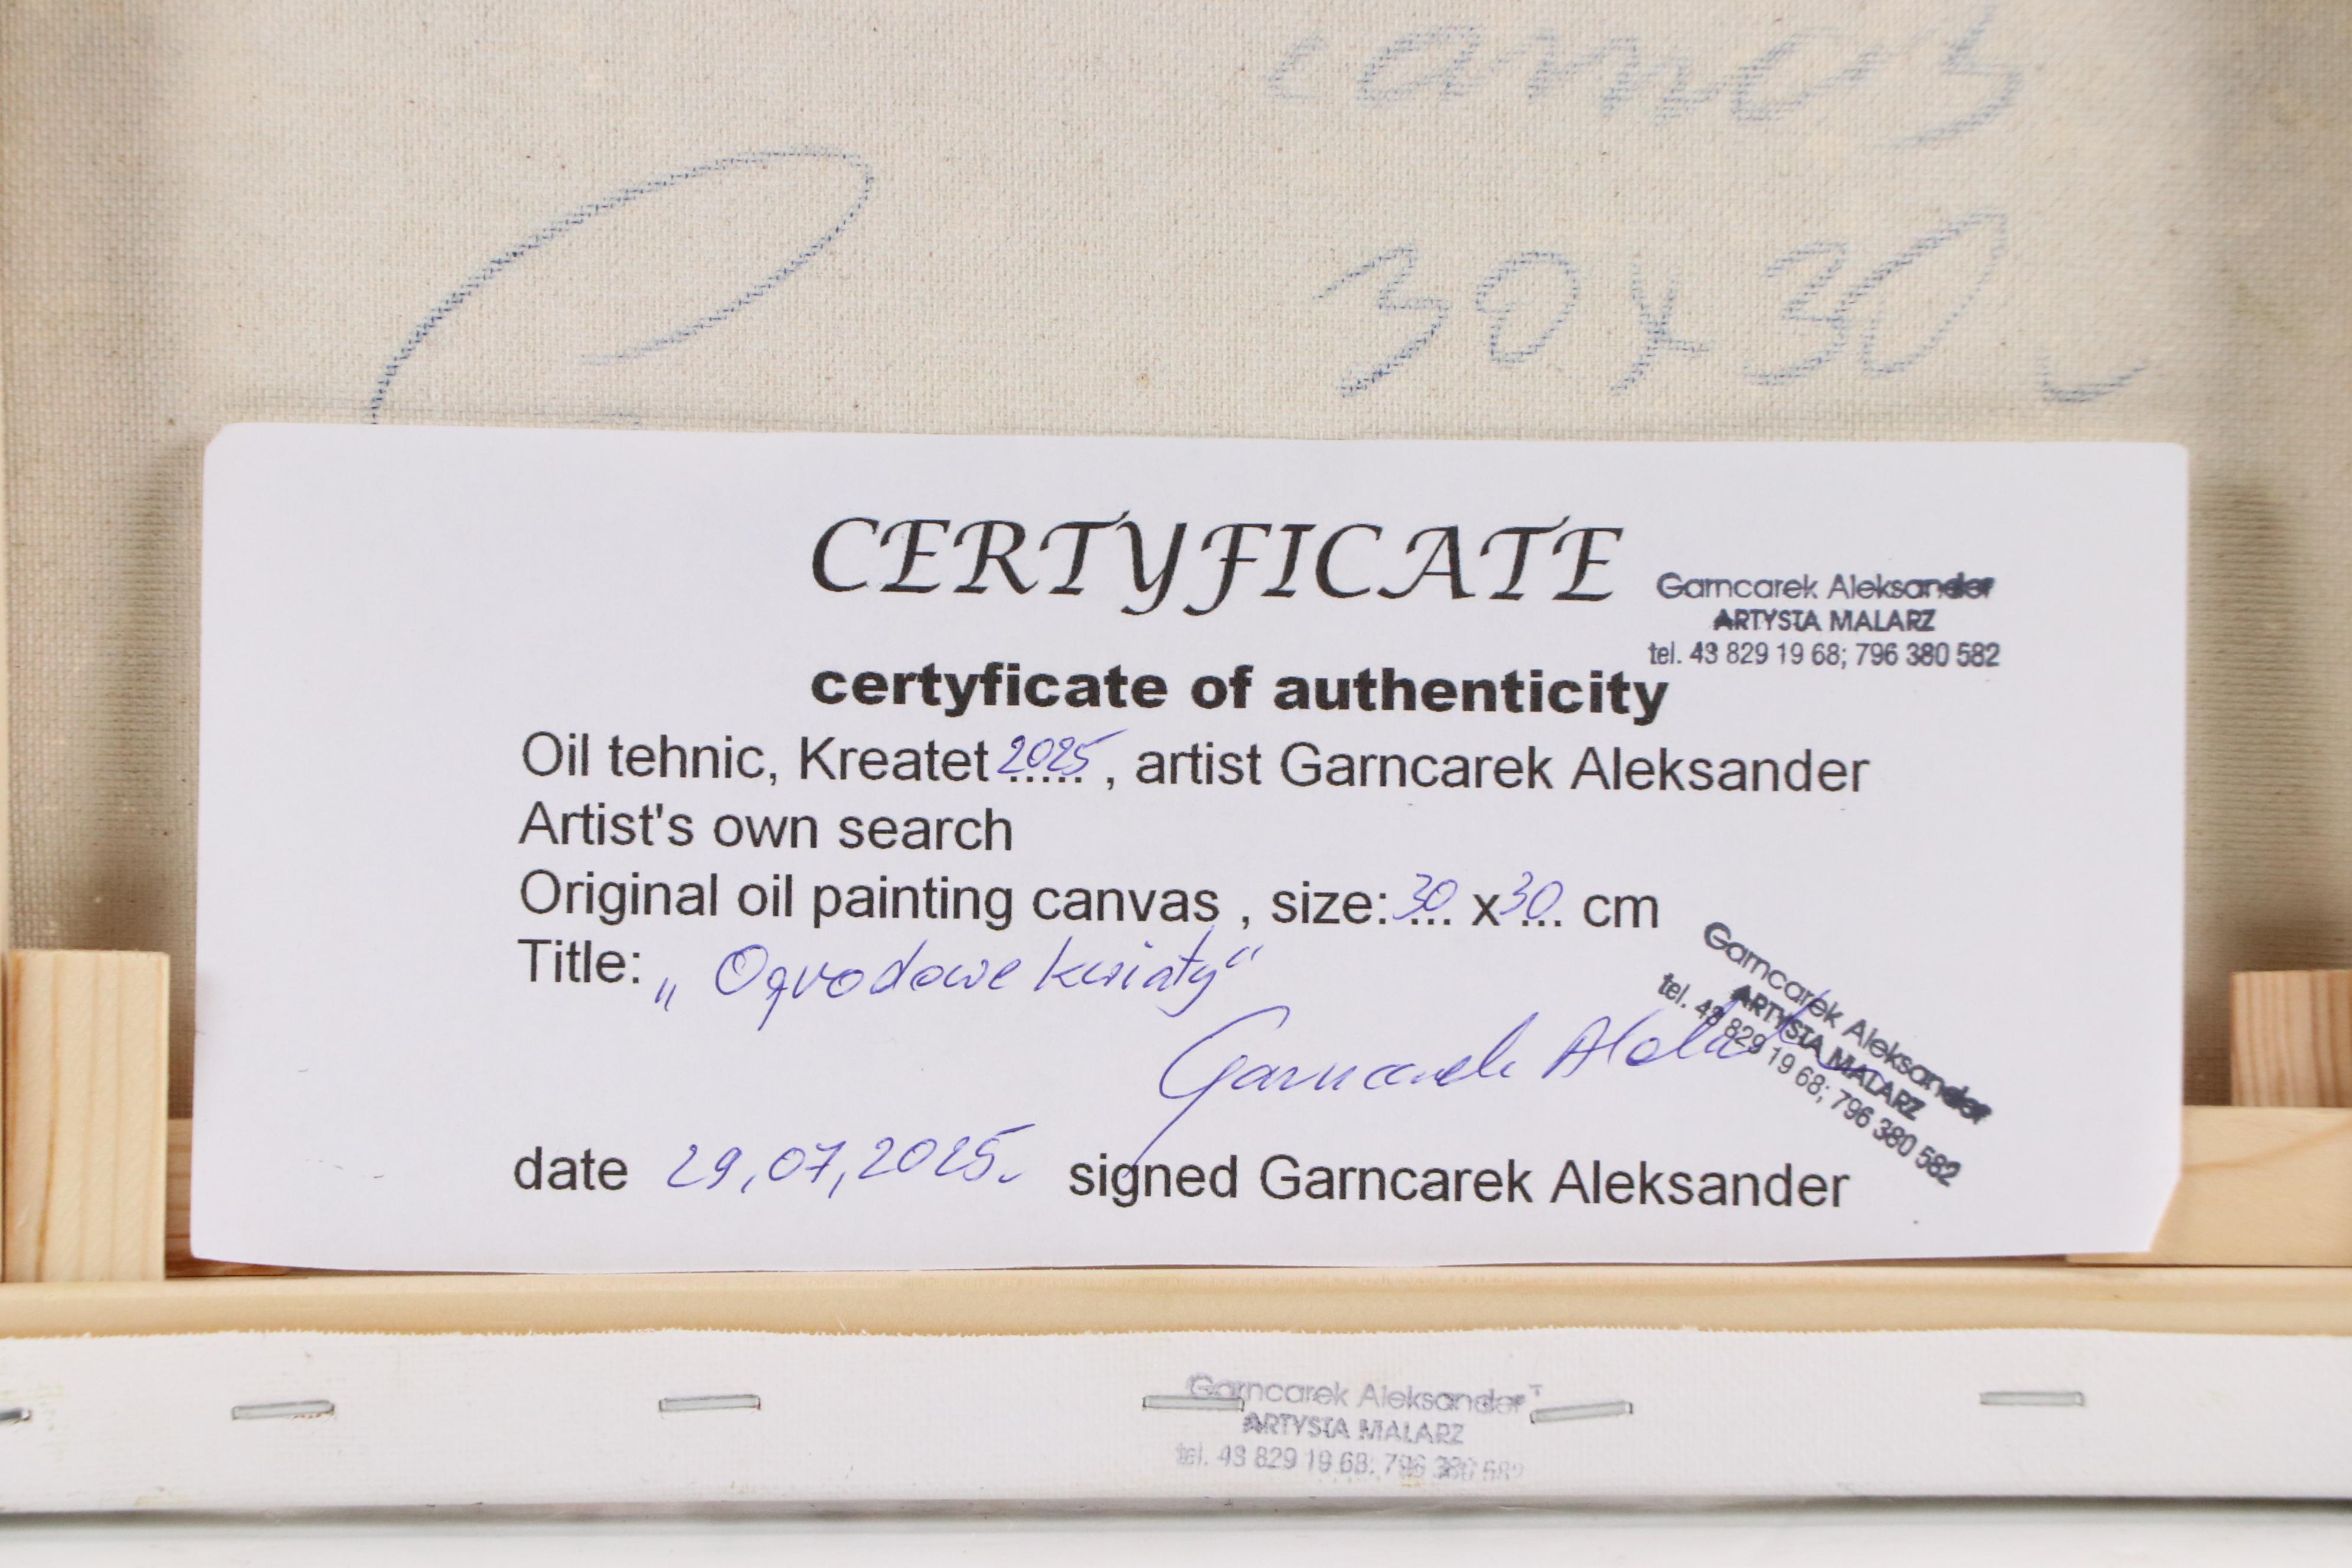 canvas
30x30
CERTYFICATE
Garncarek Aleksander
ARTYSTA MALARZ
tel. 43 829 19 68; 796 380 582
certyficate of authenticity
Oil tehnic, Kreatet 2025 , artist Garncarek Aleksander
Artist's own search
Original oil painting canvas , size: 30 x 30 cm
Title: „Ogrodowe kwiaty"
Garncarek Aleksander
ARTYSTA MALARZ
tel. 43 829 19 68; 796 380 582
Garncarek
date 29,07,2025. signed Garncarek Aleksander
Garncarek Aleksander
ARTYSTA MALARZ
tel. 43 829 19 68; 796 380 582